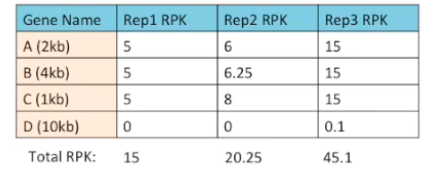 Gene Name Rep1 RPK Rep2 RPK Rep3 RPK
A (2kb) 5 6 15
B (4kb) 5 6.25 15
C (1kb) 5 8 15
D (10kb) 0 0 0.1
Total RPK: 15 20.25 45.1